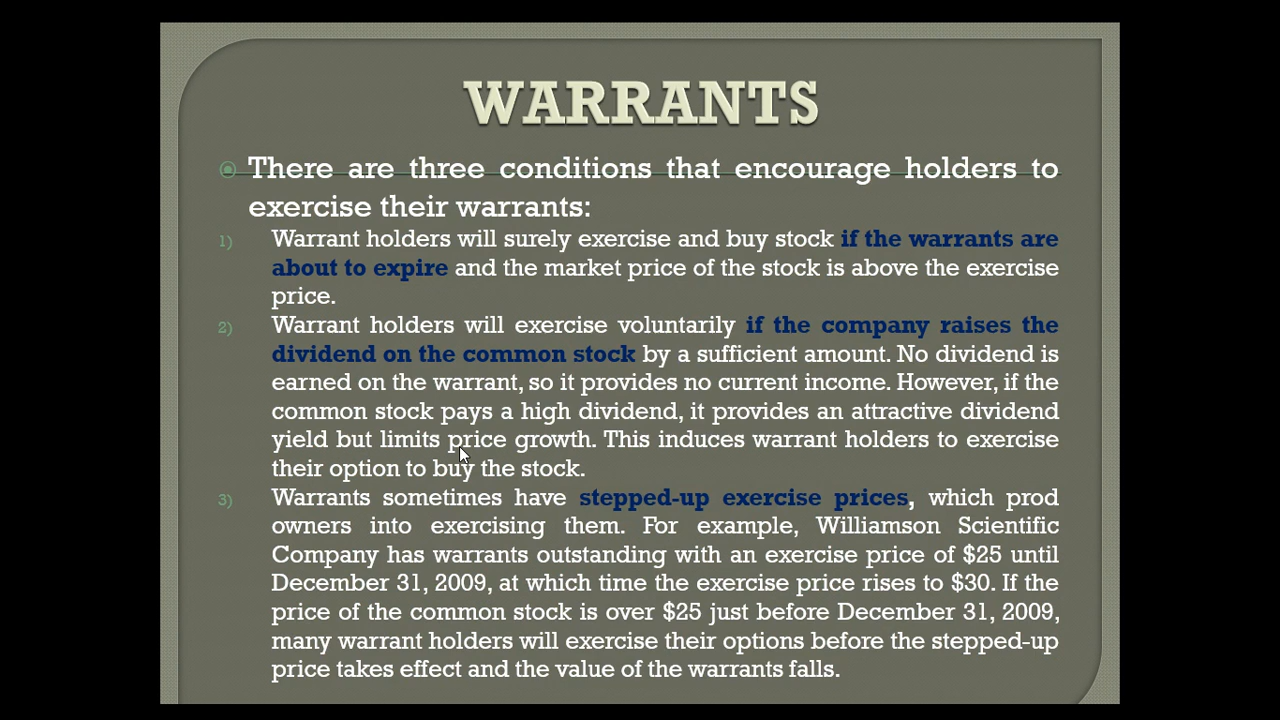 WARRANTS
There are three conditions that encourage holders to
exercise their warrants:
1) Warrant holders will surely exercise and buy stock if the warrants are
about to expire and the market price of the stock is above the exercise
price.
2) Warrant holders will exercise voluntarily if the company raises the
dividend on the common stock by a sufficient amount. No dividend is
earned on the warrant, so it provides no current income. However, if the
common stock pays a high dividend, it provides an attractive dividend
yield but limits price growth. This induces warrant holders to exercise
their option to buy the stock.
3) Warrants sometimes have stepped-up exercise prices, which prod
owners into exercising them. For example, Williamson Scientific
Company has warrants outstanding with an exercise price of $25 until
December 31, 2009, at which time the exercise price rises to $30. If the
price of the common stock is over $25 just before December 31, 2009,
many warrant holders will exercise their options before the stepped-up
price takes effect and the value of the warrants falls.